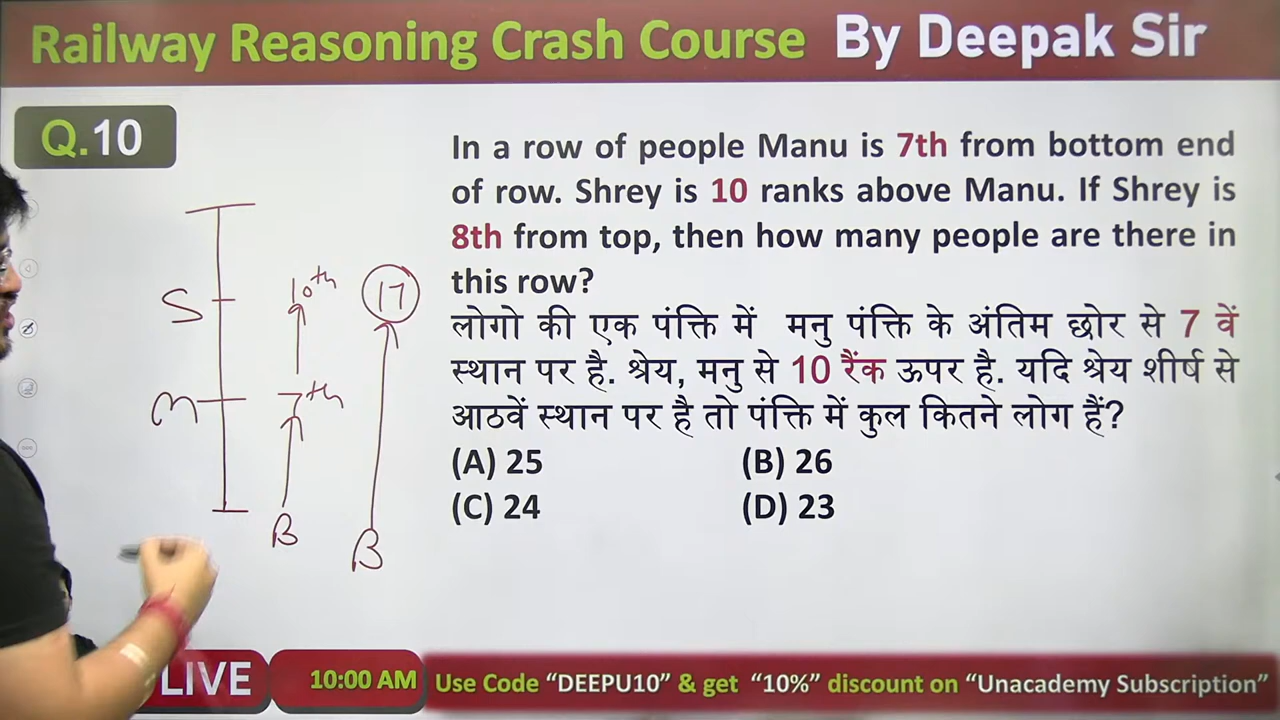 Railway Reasoning Crash Course By Deepak Sir
Q.10
In a row of people Manu is 7th from bottom end
of row. Shrey is 10 ranks above Manu. If Shrey is
8th from top, then how many people are there in
this row?
लोगो की एक पंक्ति में मनु पंक्ति के अंतिम छोर से 7 वें
स्थान पर है. श्रेय, मनु से 10 रैंक ऊपर है. यदि श्रेय शीर्ष से
आठवें स्थान पर है तो पंक्ति में कुल कितने लोग हैं?
(A) 25 (B) 26
(C) 24 (D) 23
S 10th 17
M 7th
B B
LIVE 10:00 AM Use Code “DEEPU10” & get “10%” discount on “Unacademy Subscription”